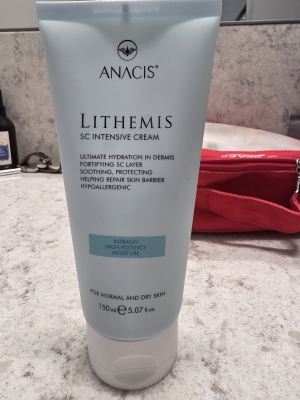 ANACIS®
LITHEMIS
SC INTENSIVE CREAM
ULTIMATE HYDRATION IN DERMIS
FORTIFYING SC LAYER
SOOTHING, PROTECTING
HELPING REPAIR SKIN BARRIER
HYPOALLERGENIC
INTIMON
HIGH POTENCY
MOISTURE
FOR NORMAL AND DRY SKIN
150ml ℮ 5.07 fl.oz.